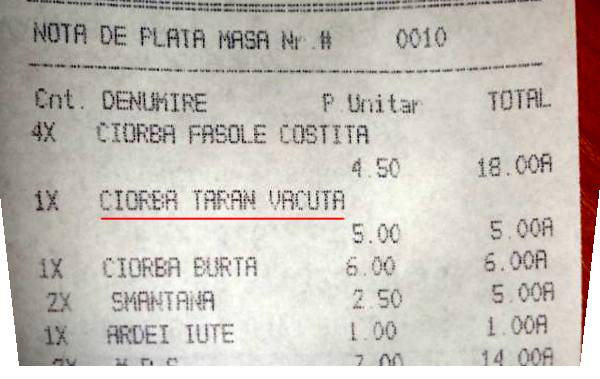 NOTA DE PLATA MASA Nr.# 0010
Cnt. DENUMIRE P.Unitar TOTAL
4X CIORBA FASOLE COSTITA
4.50 18.00A
1X CIORBA TARAN VACUTA
5.00 5.00A
1X CIORBA BURTA 6.00 6.00A
2X SMANTANA 2.50 5.00A
1X ARDEI IUTE 1.00 1.00A
2X 7.00 14.00A